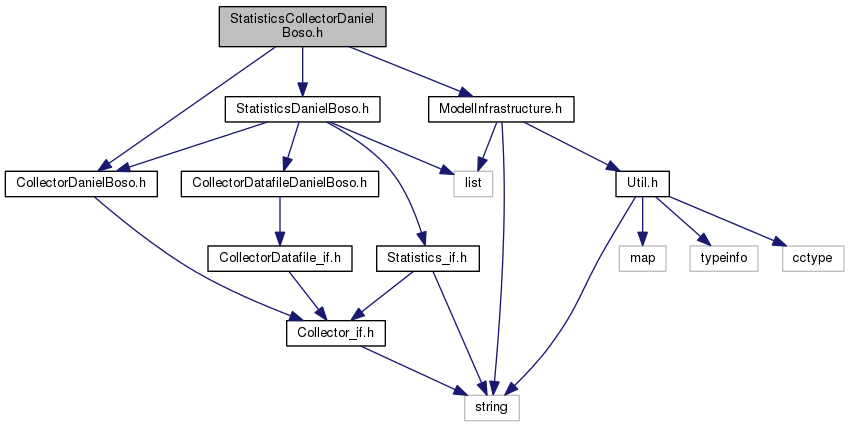 StatisticsCollectorDaniel
Boso.h
StatisticsDanielBoso.h
ModelInfrastructure.h
CollectorDanielBoso.h
CollectorDatafileDanielBoso.h
list
Util.h
CollectorDatafile_if.h
Statistics_if.h
map
typeinfo
cctype
Collector_if.h
string